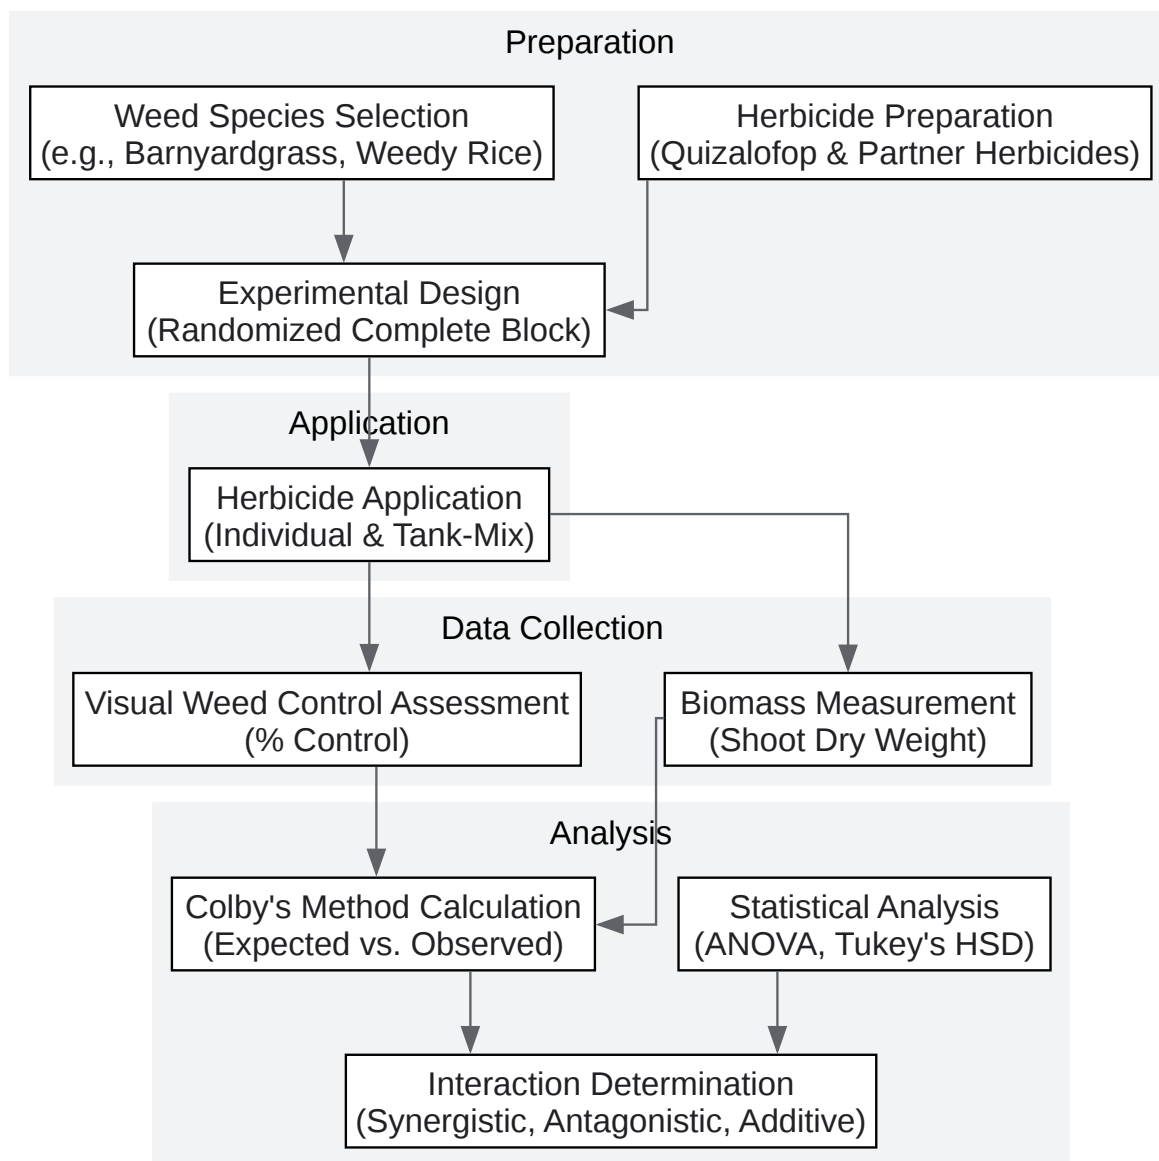 Preparation
Weed Species Selection
(e.g., Barnyardgrass, Weedy Rice)
Herbicide Preparation
(Quizalofop & Partner Herbicides)
Experimental Design
(Randomized Complete Block)
Application
Herbicide Application
(Individual & Tank-Mix)
Data Collection
Visual Weed Control Assessment
(% Control)
Biomass Measurement
(Shoot Dry Weight)
Analysis
Colby's Method Calculation
(Expected vs. Observed)
Statistical Analysis
(ANOVA, Tukey's HSD)
Interaction Determination
(Synergistic, Antagonistic, Additive)